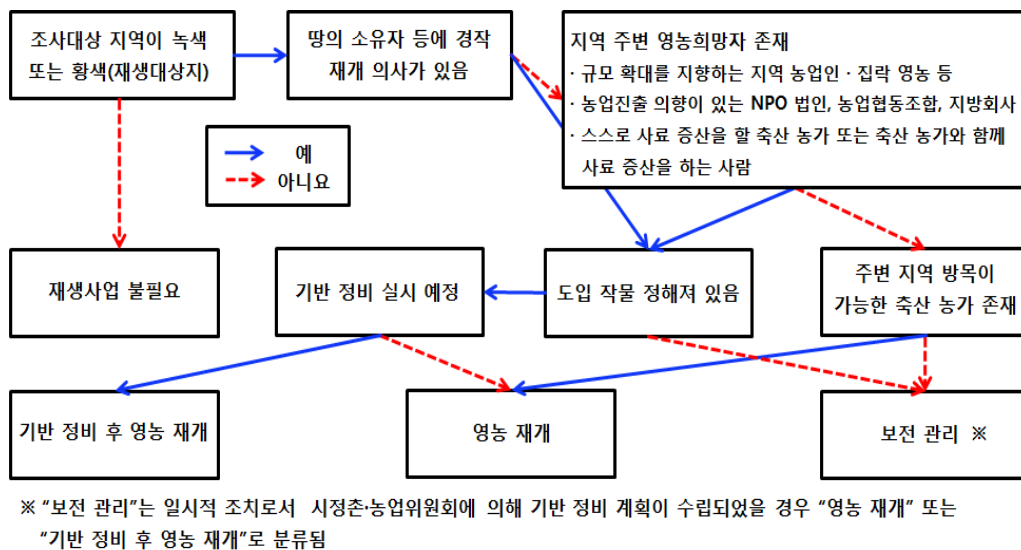 조사대상 지역이 녹색
또는 황색(재생대상지)
땅의 소유자 등에 경작
재개 의사가 있음
지역 주변 영농희망자 존재
· 규모 확대를 지향하는 지역 농업인 · 집락 영농 등
· 농업진출 의향이 있는 NPO 법인, 농업협동조합, 지방회사
· 스스로 사료 증산을 할 축산 농가 또는 축산 농가와 함께
사료 증산을 하는 사람
예
아니요
재생사업 불필요
기반 정비 실시 예정
도입 작물 정해져 있음
주변 지역 방목이
가능한 축산 농가 존재
기반 정비 후 영농 재개
영농 재개
보전 관리 ※
※ “보전 관리”는 일시적 조치로서 시정촌·농업위원회에 의해 기반 정비 계획이 수립되었을 경우 “영농 재개” 또는
“기반 정비 후 영농 재개”로 분류됨